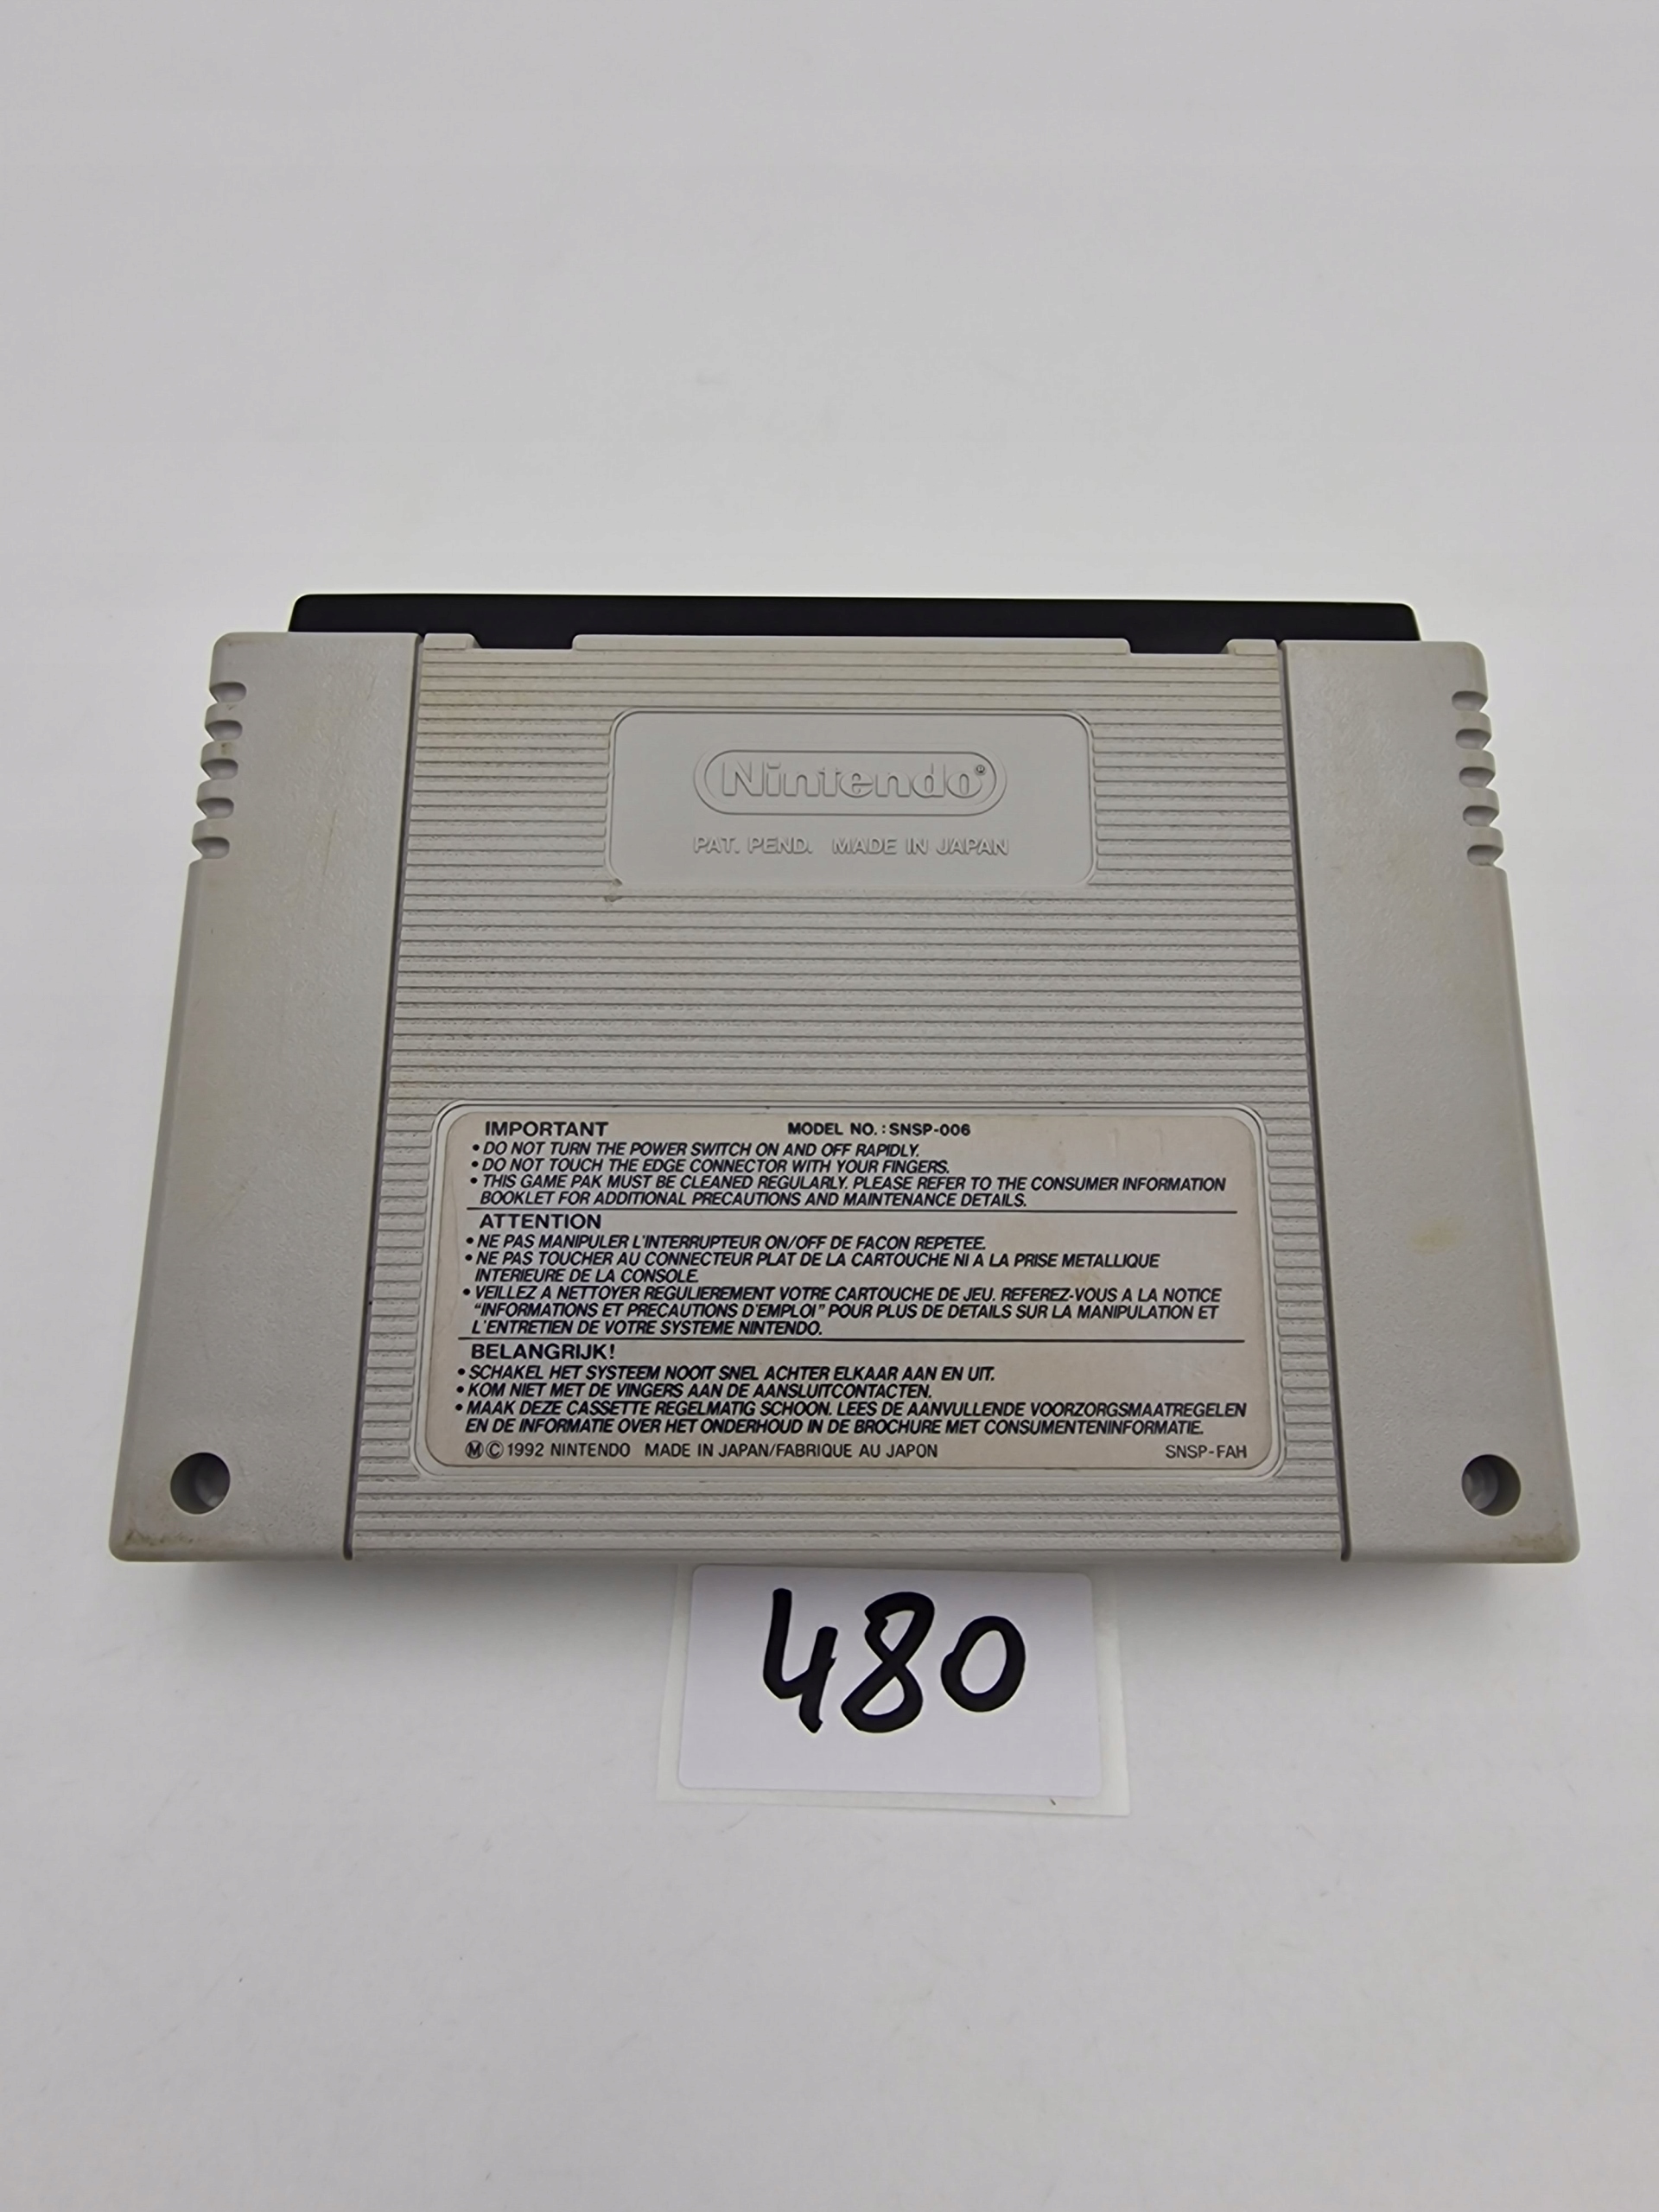 Nintendo®
PAT. PEND. MADE IN JAPAN
IMPORTANT MODEL NO.: SNSP-006
• DO NOT TURN THE POWER SWITCH ON AND OFF RAPIDLY.
• DO NOT TOUCH THE EDGE CONNECTOR WITH YOUR FINGERS.
• THIS GAME PAK MUST BE CLEANED REGULARLY. PLEASE REFER TO THE CONSUMER INFORMATION
BOOKLET FOR ADDITIONAL PRECAUTIONS AND MAINTENANCE DETAILS.
ATTENTION
• NE PAS MANIPULER L'INTERRUPTEUR ON/OFF DE FACON REPETEE.
• NE PAS TOUCHER AU CONNECTEUR PLAT DE LA CARTOUCHE NI A LA PRISE METALLIQUE
INTERIEURE DE LA CONSOLE.
• VEILLEZ A NETTOYER REGULIEREMENT VOTRE CARTOUCHE DE JEU. REFEREZ-VOUS A LA NOTICE
"INFORMATIONS ET PRECAUTIONS D'EMPLOI" POUR PLUS DE DETAILS SUR LA MANIPULATION ET
L'ENTRETIEN DE VOTRE SYSTEME NINTENDO.
BELANGRIJK!
• SCHAKEL HET SYSTEEM NOOIT SNEL ACHTER ELKAAR AAN EN UIT.
• KOM NIET MET DE VINGERS AAN DE AANSLUITCONTACTEN.
• MAAK DEZE CASSETTE REGELMATIG SCHOON. LEES DE AANVULLENDE VOORZORGSMAATREGELEN
EN DE INFORMATIE OVER HET ONDERHOUD IN DE BROCHURE MET CONSUMENTENINFORMATIE.
Ⓜ © 1992 NINTENDO MADE IN JAPAN/FABRIQUE AU JAPON SNSP-FAH
480